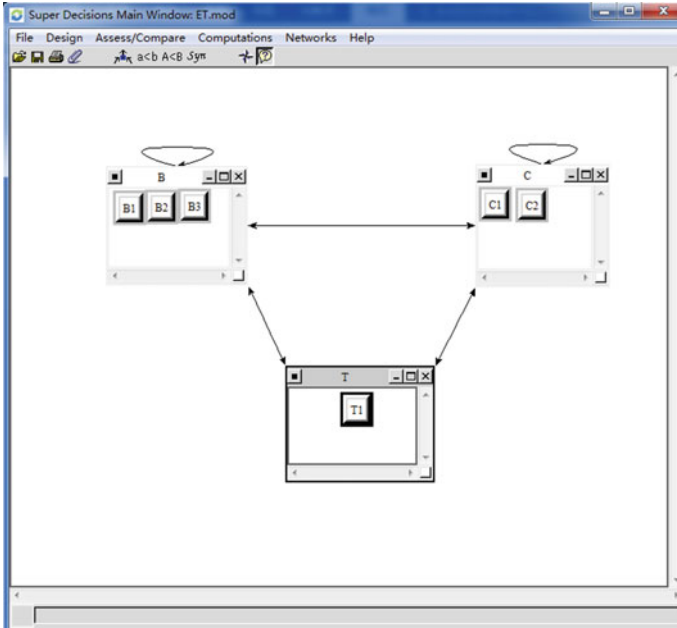 Super Decisions Main Window: ET.mod
File Design Assess/Compare Computations Networks Help
a<b A<B Syn
B
B1 B2 B3
C
C1 C2
T
T1